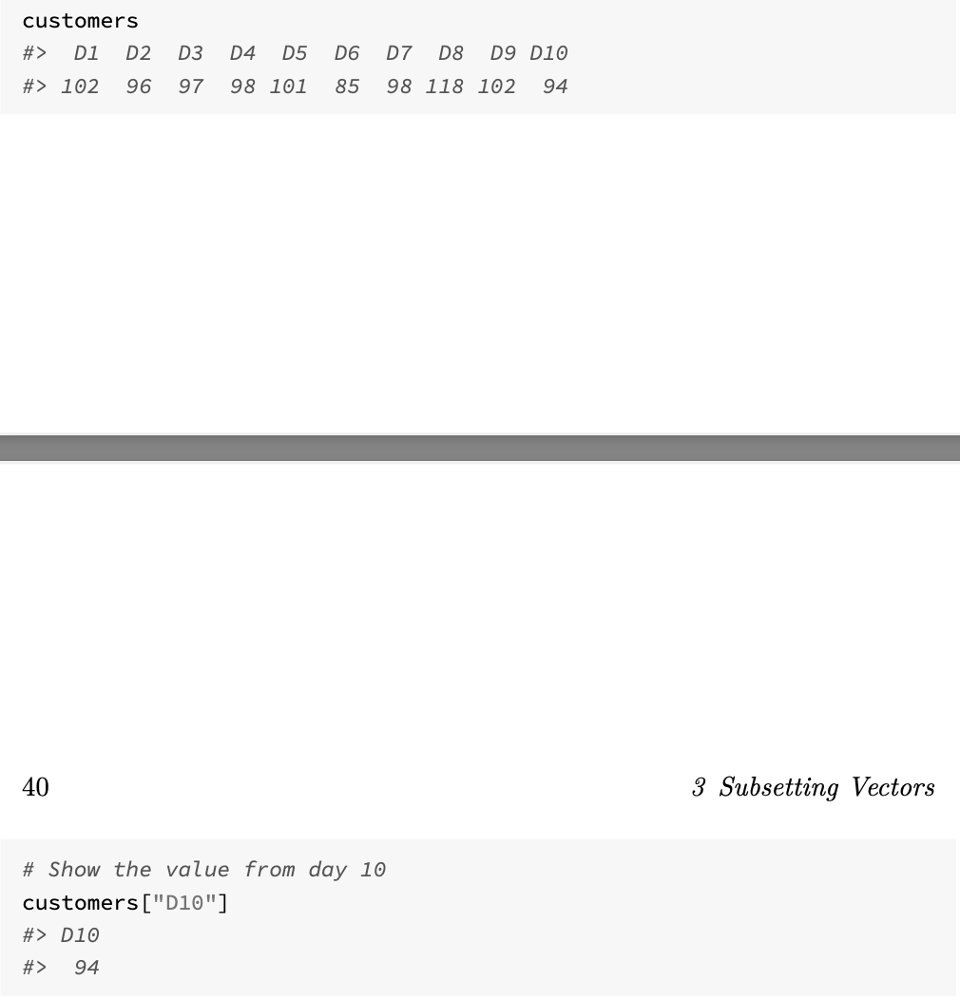 customers
#>  D1  D2  D3  D4  D5  D6  D7  D8  D9 D10
#> 102  96  97  98 101  85  98 118 102  94
40 3 Subsetting Vectors
# Show the value from day 10
customers["D10"]
#> D10
#>  94